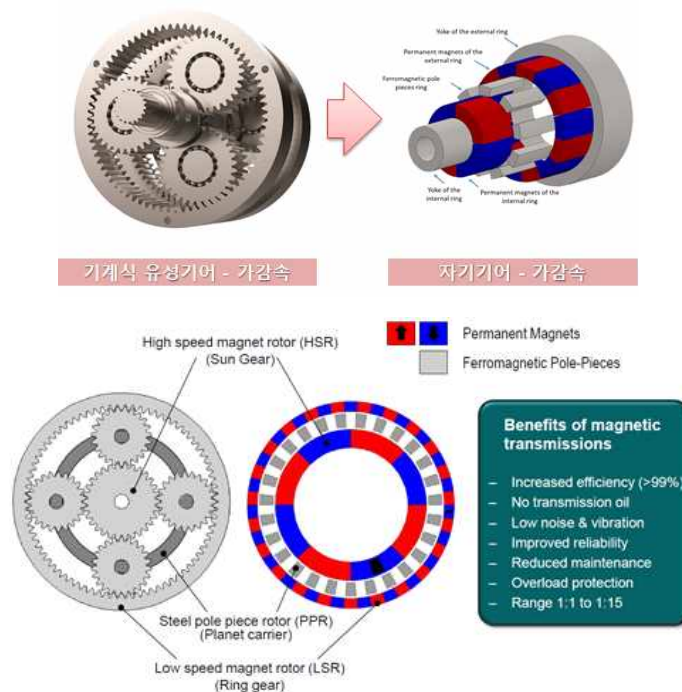 Yoke of the external ring
Permanent magnets of the
external ring
Ferromagnetic pole
pieces ring
Yoke of the
internal ring
Permanent magnets of the
internal ring
기계식 유성기어 - 가감속
자기기어 - 가감속
High speed magnet rotor (HSR)
(Sun Gear)
Permanent Magnets
Ferromagnetic Pole-Pieces
Steel pole piece rotor (PPR)
(Planet carrier)
Low speed magnet rotor (LSR)
(Ring gear)
Benefits of magnetic
transmissions
– Increased efficiency (>99%)
– No transmission oil
– Low noise & vibration
– Improved reliability
– Reduced maintenance
– Overload protection
– Range 1:1 to 1:15